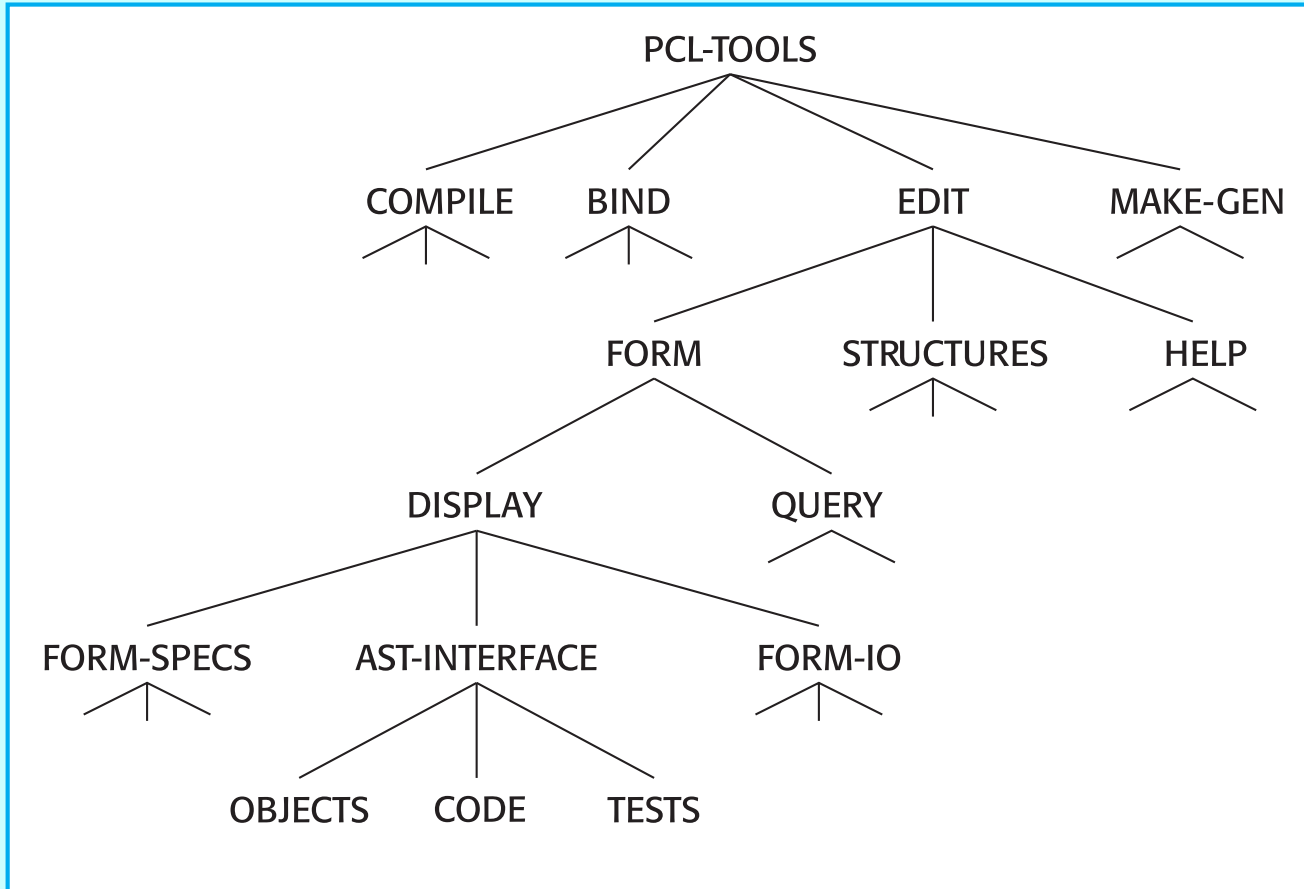 PCL-TOOLS
COMPILE BIND EDIT MAKE-GEN
FORM STRUCTURES HELP
DISPLAY QUERY
FORM-SPECS AST-INTERFACE FORM-IO
OBJECTS CODE TESTS